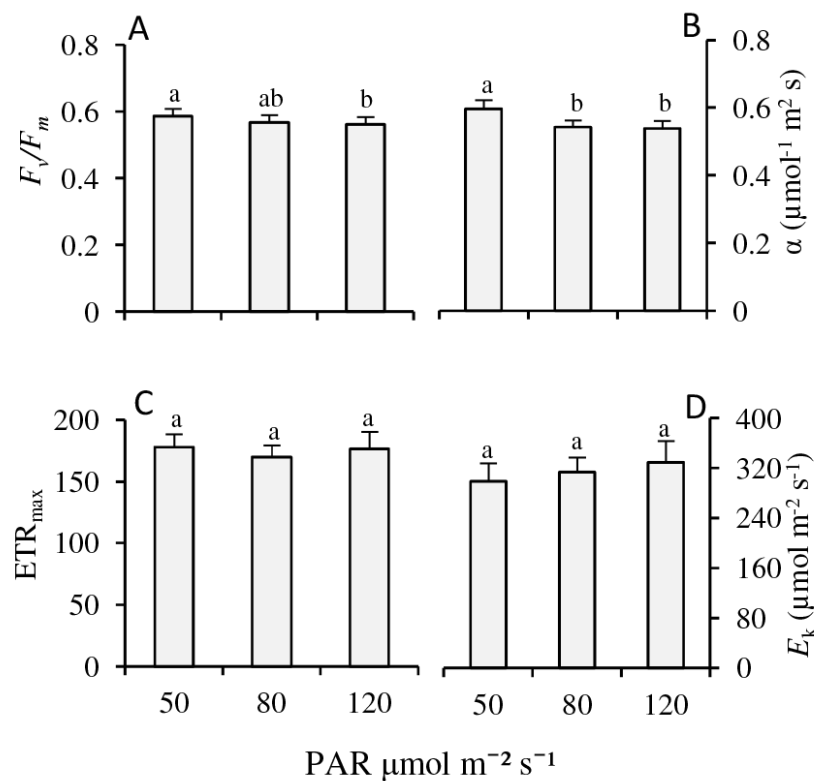 A
B
0.8
0.6
0.4
0.2
0
Fv/Fm
a
ab
b
a
b
b
0.8
0.6
0.4
0.2
0
α (µmol⁻¹ m² s)
C
D
200
150
100
50
0
ETRmax
a
a
a
a
a
a
400
320
240
160
80
0
Ek (µmol m⁻² s⁻¹)
50
80
120
50
80
120
PAR µmol m⁻² s⁻¹